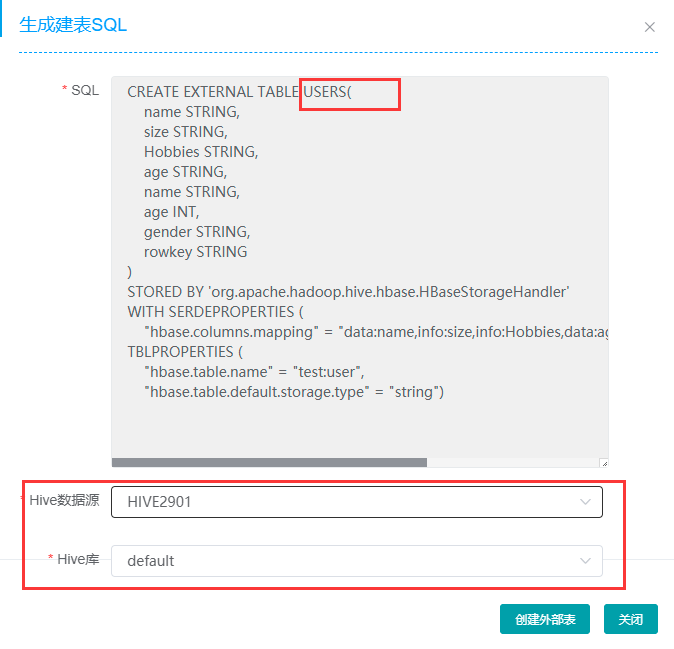 生成建表SQL
* SQL
CREATE EXTERNAL TABLE USERS(
name STRING,
size STRING,
Hobbies STRING,
age STRING,
name STRING,
age INT,
gender STRING,
rowkey STRING
)
STORED BY 'org.apache.hadoop.hive.hbase.HBaseStorageHandler'
WITH SERDEPROPERTIES (
"hbase.columns.mapping" = "data:name,info:size,info:Hobbies,data:ag
TBLPROPERTIES (
"hbase.table.name" = "test:user",
"hbase.table.default.storage.type" = "string")
* Hive数据源 HIVE2901
* Hive库 default
创建外部表 关闭